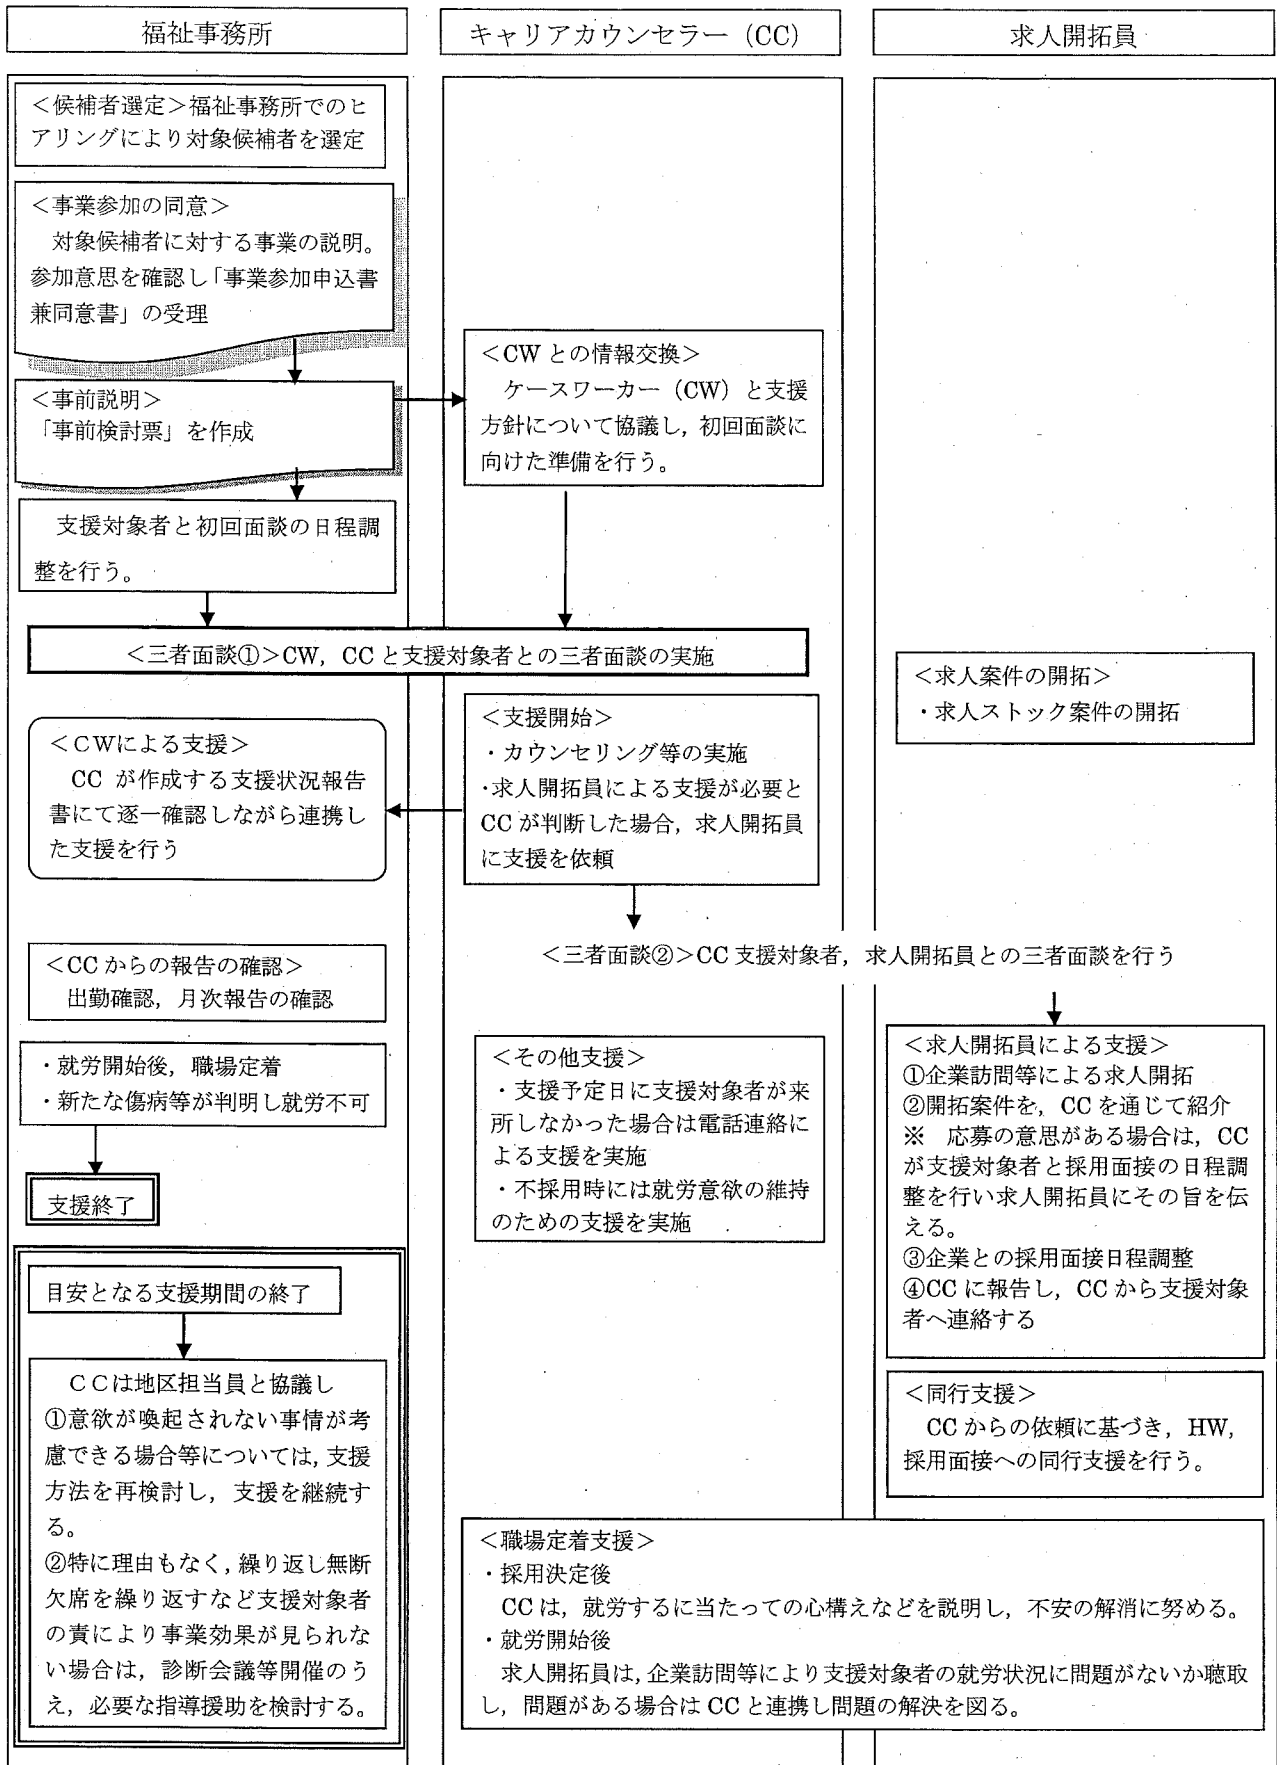 福祉事務所
キャリアカウンセラー（CC）
求人開拓員
＜候補者選定＞福祉事務所でのヒ
アリングにより対象候補者を選定
＜事業参加の同意＞
対象候補者に対する事業の説明。
参加意思を確認し「事業参加申込書
兼同意書」の受理
＜事前説明＞
「事前検討票」を作成
支援対象者と初回面談の日程調
整を行う。
＜CW との情報交換＞
ケースワーカー（CW）と支援
方針について協議し，初回面談に
向けた準備を行う。
＜三者面談①＞CW，CC と支援対象者との三者面談の実施
＜求人案件の開拓＞
・求人ストック案件の開拓
＜ＣＷによる支援＞
CC が作成する支援状況報告
書にて逐一確認しながら連携し
た支援を行う
＜支援開始＞
・カウンセリング等の実施
・求人開拓員による支援が必要と
CC が判断した場合，求人開拓員
に支援を依頼
＜三者面談②＞CC 支援対象者，求人開拓員との三者面談を行う
＜CC からの報告の確認＞
出勤確認，月次報告の確認
・就労開始後，職場定着
・新たな傷病等が判明し就労不可
支援終了
＜その他支援＞
・支援予定日に支援対象者が来
所しなかった場合は電話連絡に
よる支援を実施
・不採用時には就労意欲の維持
のための支援を実施
＜求人開拓員による支援＞
①企業訪問等による求人開拓
②開拓案件を，CC を通じて紹介
※　応募の意思がある場合は，CC
が支援対象者と採用面接の日程調
整を行い求人開拓員にその旨を伝
える。
③企業との採用面接日程調整
④CC に報告し，CC から支援対象
者へ連絡する
＜同行支援＞
CC からの依頼に基づき，HW，
採用面接への同行支援を行う。
目安となる支援期間の終了
ＣＣは地区担当員と協議し
①意欲が喚起されない事情が考
慮できる場合等については，支援
方法を再検討し，支援を継続す
る。
②特に理由もなく，繰り返し無断
欠席を繰り返すなど支援対象者
の責により事業効果が見られな
い場合は，診断会議等開催のう
え，必要な指導援助を検討する。
＜職場定着支援＞
・採用決定後
CC は，就労するに当たっての心構えなどを説明し，不安の解消に努める。
・就労開始後
求人開拓員は，企業訪問等により支援対象者の就労状況に問題がないか聴取
し，問題がある場合は CC と連携し問題の解決を図る。